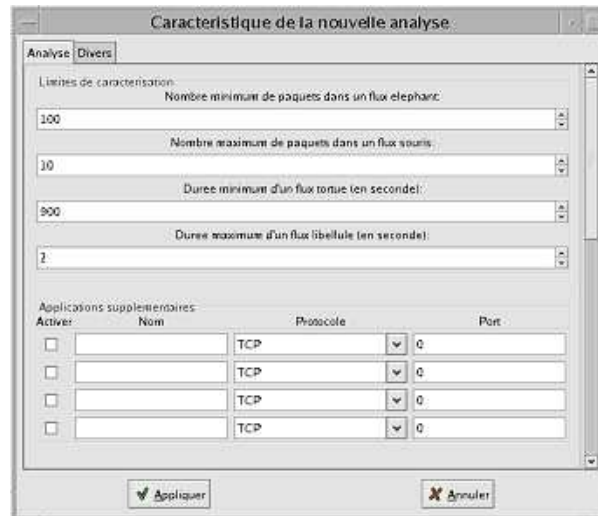 Caracteristique de la nouvelle analyse
Analyse Divers
Limites de caracterisation
Nombre minimum de paquets dans un flux elephant:
100
Nombre maximum de paquets dans un flux souris:
10
Duree minimum d'un flux tortue (en seconde):
900
Duree maximum d'un flux libellule (en seconde):
2
Applications supplementaires
Activer Nom Protocole Port
TCP 0
TCP 0
TCP 0
TCP 0
Appliquer Annuler